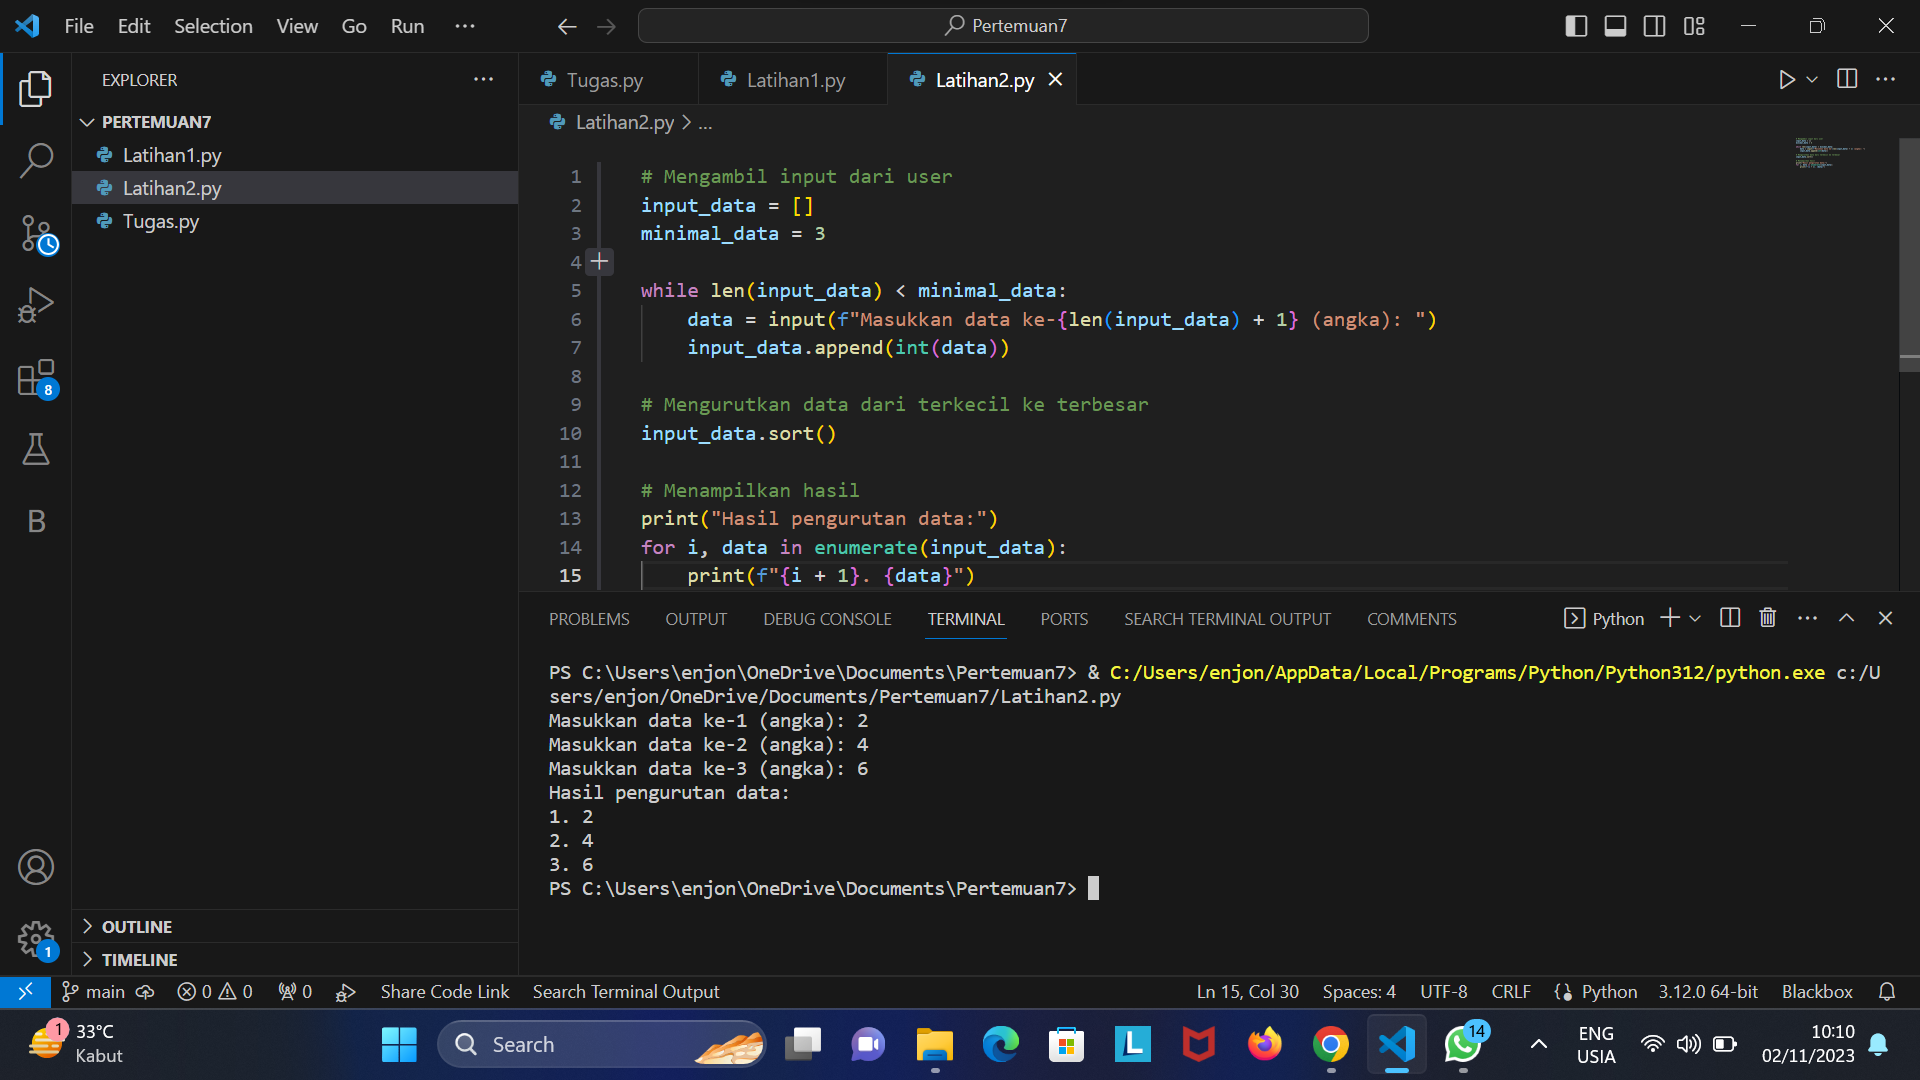 File Edit Selection View Go Run ··· Pertemuan7
EXPLORER ···
PERTEMUAN7
Latihan1.py
Latihan2.py
Tugas.py
OUTLINE
TIMELINE
Tugas.py Latihan1.py Latihan2.py
Latihan2.py > ...
1 # Mengambil input dari user
2 input_data = []
3 minimal_data = 3
4
5 while len(input_data) < minimal_data:
6     data = input(f"Masukkan data ke-{len(input_data) + 1} (angka): ")
7     input_data.append(int(data))
8
9 # Mengurutkan data dari terkecil ke terbesar
10 input_data.sort()
11
12 # Menampilkan hasil
13 print("Hasil pengurutan data:")
14 for i, data in enumerate(input_data):
15     print(f"{i + 1}. {data}")
PROBLEMS OUTPUT DEBUG CONSOLE TERMINAL PORTS SEARCH TERMINAL OUTPUT COMMENTS Python
PS C:\Users\enjon\OneDrive\Documents\Pertemuan7> & C:/Users/enjon/AppData/Local/Programs/Python/Python312/python.exe c:/U
sers/enjon/OneDrive/Documents/Pertemuan7/Latihan2.py
Masukkan data ke-1 (angka): 2
Masukkan data ke-2 (angka): 4
Masukkan data ke-3 (angka): 6
Hasil pengurutan data:
1. 2
2. 4
3. 6
PS C:\Users\enjon\OneDrive\Documents\Pertemuan7>
8
B
1
main 0 0 0 Share Code Link Search Terminal Output Ln 15, Col 30 Spaces: 4 UTF-8 CRLF Python 3.12.0 64-bit Blackbox
1 33°C
Kabut
Search
L
14
ENG
USIA
10:10
02/11/2023